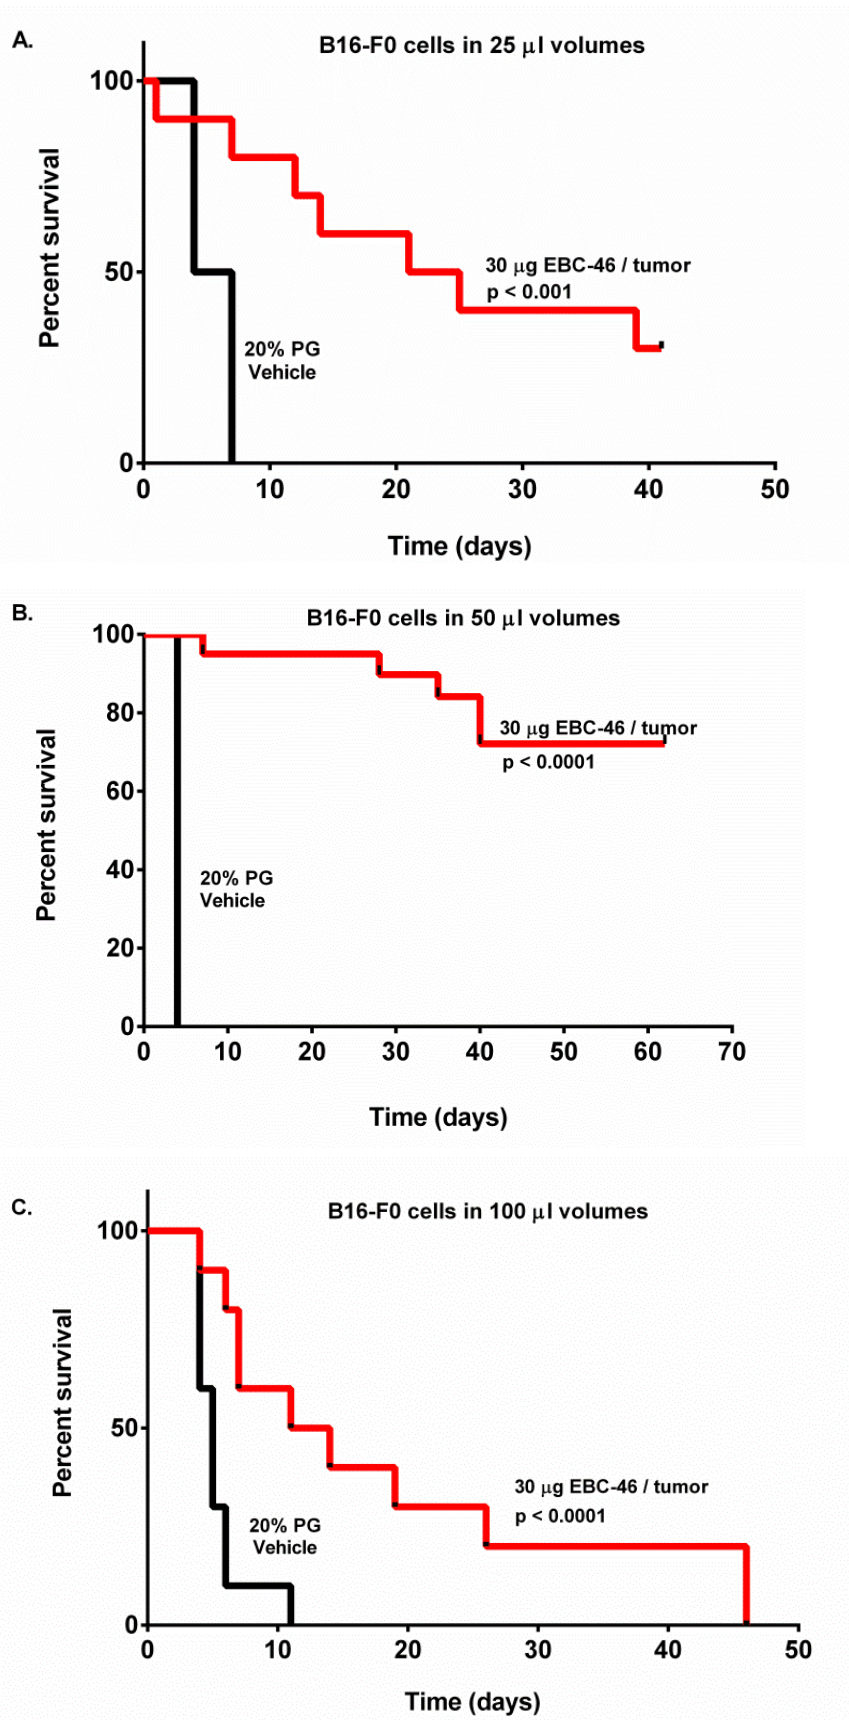 A.
B16-F0 cells in 25 μl volumes
100
50
0
Percent survival
30 μg EBC-46 / tumor
p < 0.001
20% PG
Vehicle
0 10 20 30 40 50
Time (days)
B.
B16-F0 cells in 50 μl volumes
100
80
60
40
20
0
Percent survival
30 μg EBC-46 / tumor
p < 0.0001
20% PG
Vehicle
0 10 20 30 40 50 60 70
Time (days)
C.
B16-F0 cells in 100 μl volumes
100
50
0
Percent survival
30 μg EBC-46 / tumor
p < 0.0001
20% PG
Vehicle
0 10 20 30 40 50
Time (days)